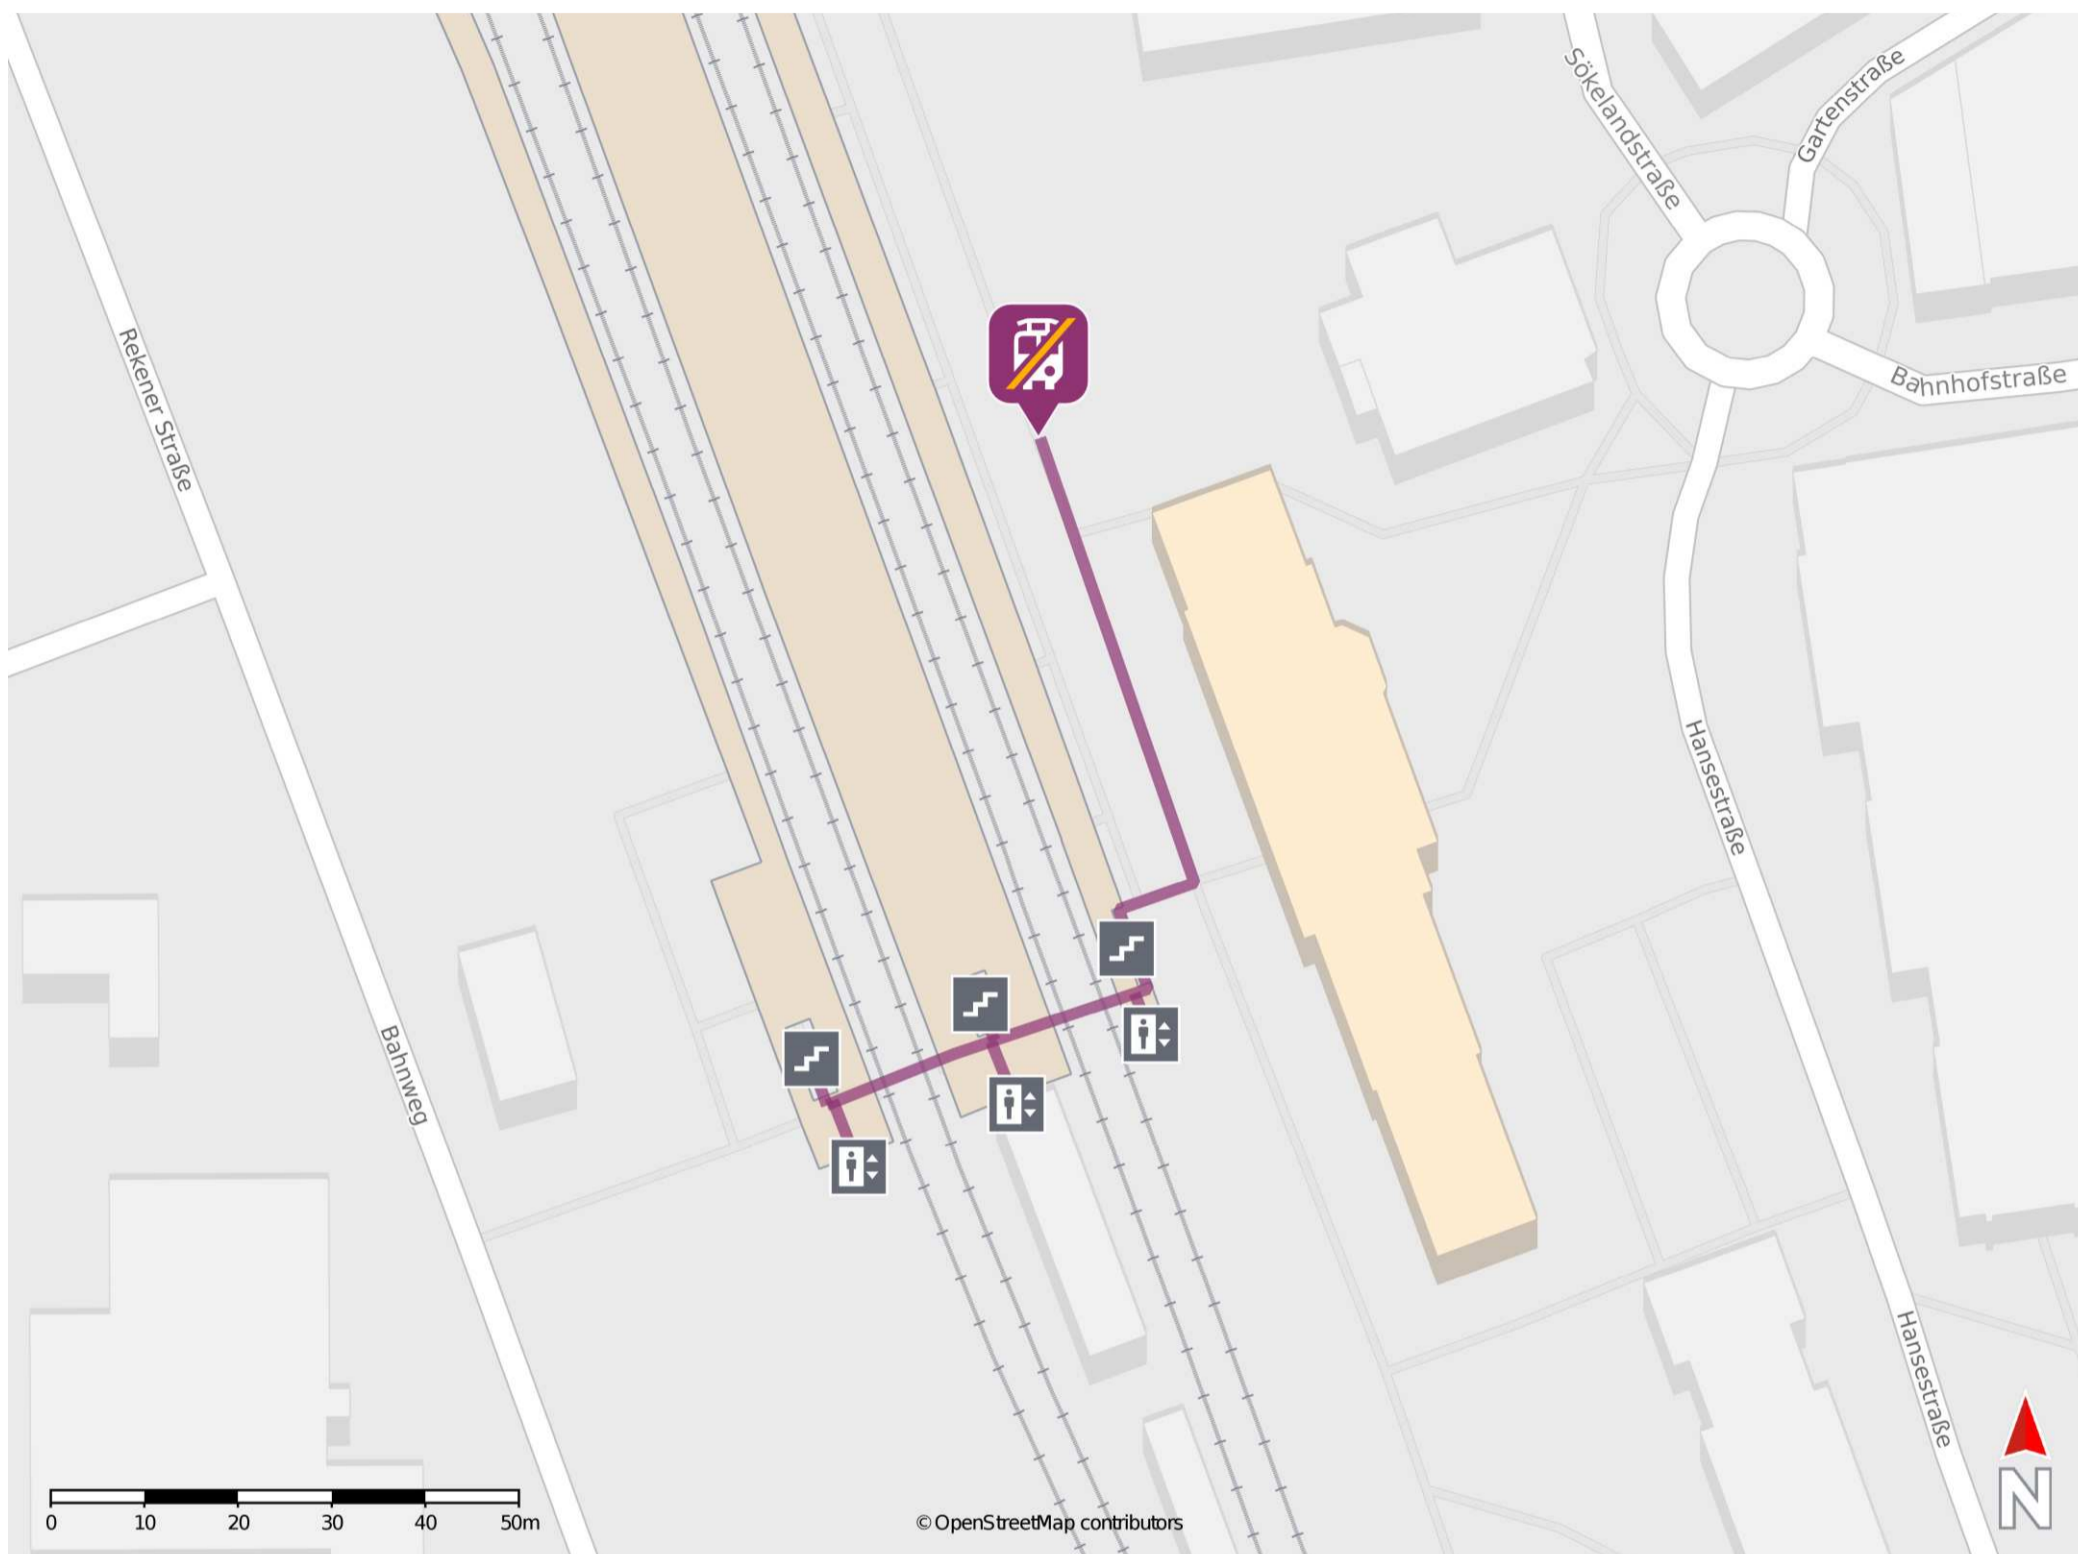 Sökelandstraße
Gartenstraße
Rekener Straße
Bahnhofstraße
Hansestraße
Bahnweg
Hansestraße
N
0 10 20 30 40 50m
© OpenStreetMap contributors